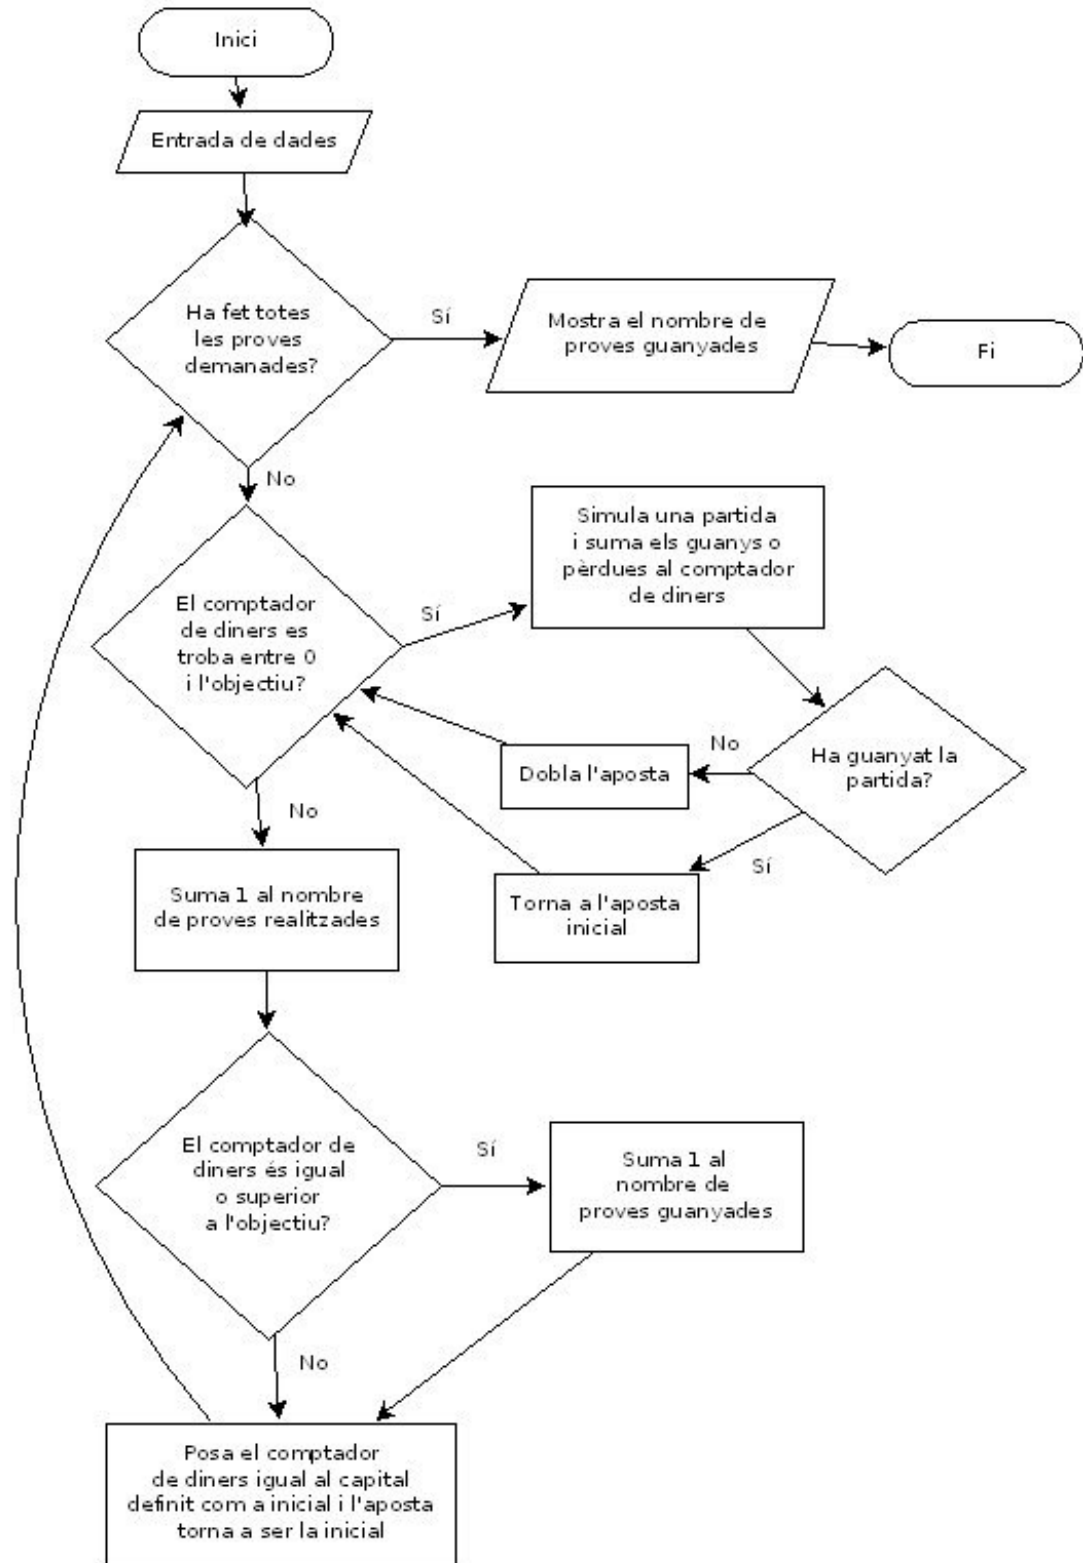 Inici
Entrada de dades
Ha fet totes
les proves
demanades?
Sí
Mostra el nombre de
proves guanyades
Fi
No
El comptador
de diners es
troba entre 0
i l'objectiu?
Sí
Simula una partida
i suma els guanys o
pèrdues al comptador
de diners
Ha guanyat la
partida?
No
Dobla l'aposta
Sí
Torna a l'aposta
inicial
No
Suma 1 al nombre
de proves realitzades
El comptador de
diners és igual
o superior
a l'objectiu?
Sí
Suma 1 al
nombre de
proves guanyades
No
Posa el comptador
de diners igual al capital
definit com a inicial i l'aposta
torna a ser la inicial